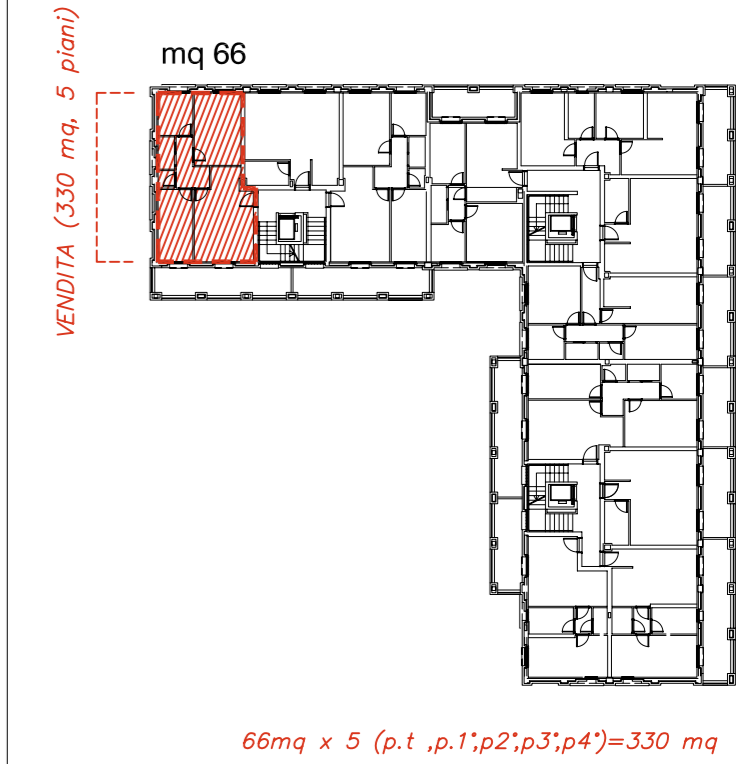 VENDITA (330 mq, 5 piani)
mq 66
66mq x 5 (p.t ,p.1°;p2°;p3°;p4°)=330 mq